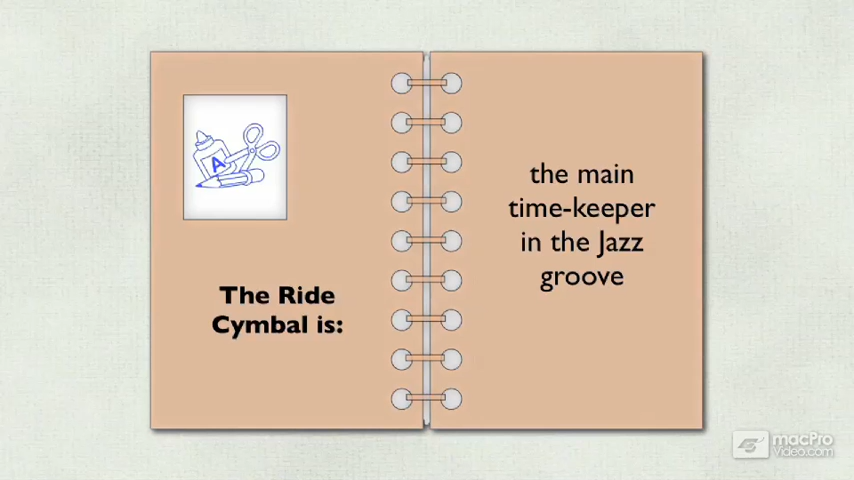 A
The Ride
Cymbal is:
the main
time-keeper
in the Jazz
groove
macPro
Video.com